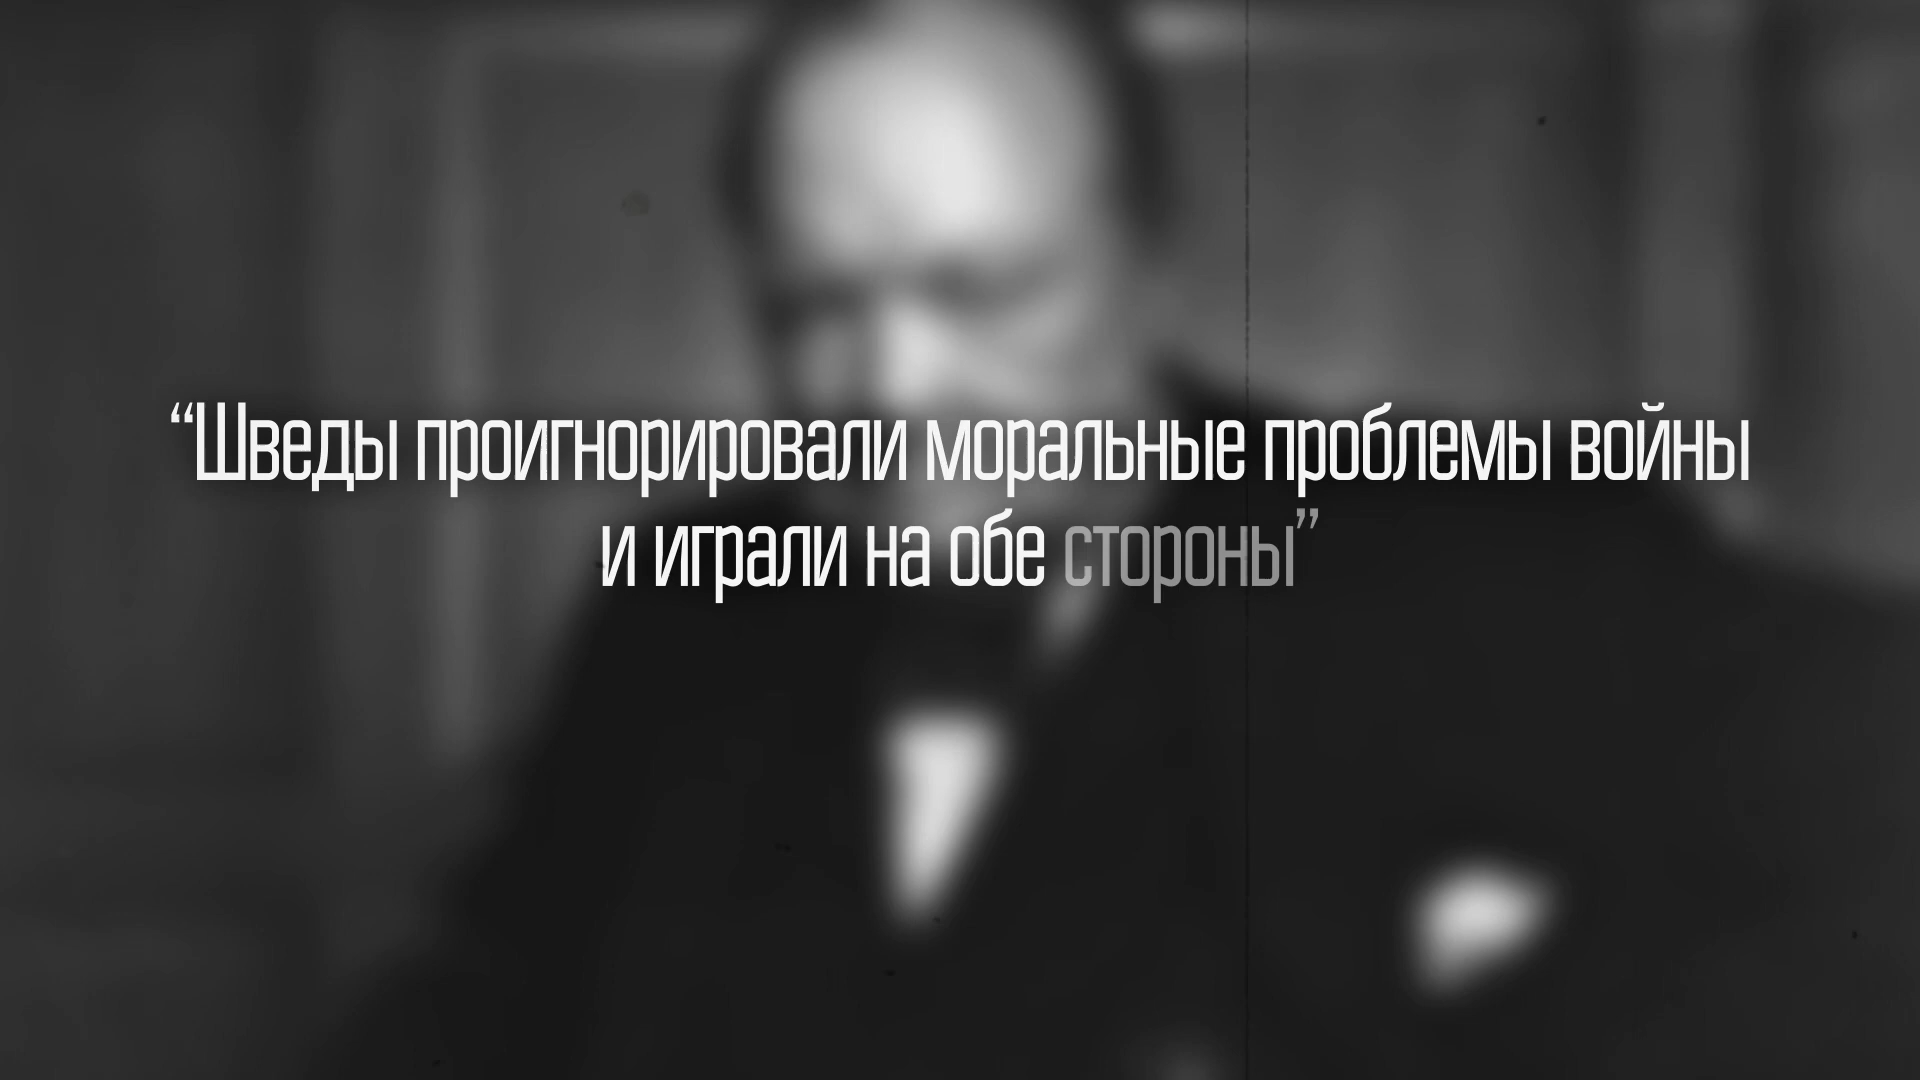 “Шведы проигнорировали моральные проблемы войны
и играли на обе стороны”